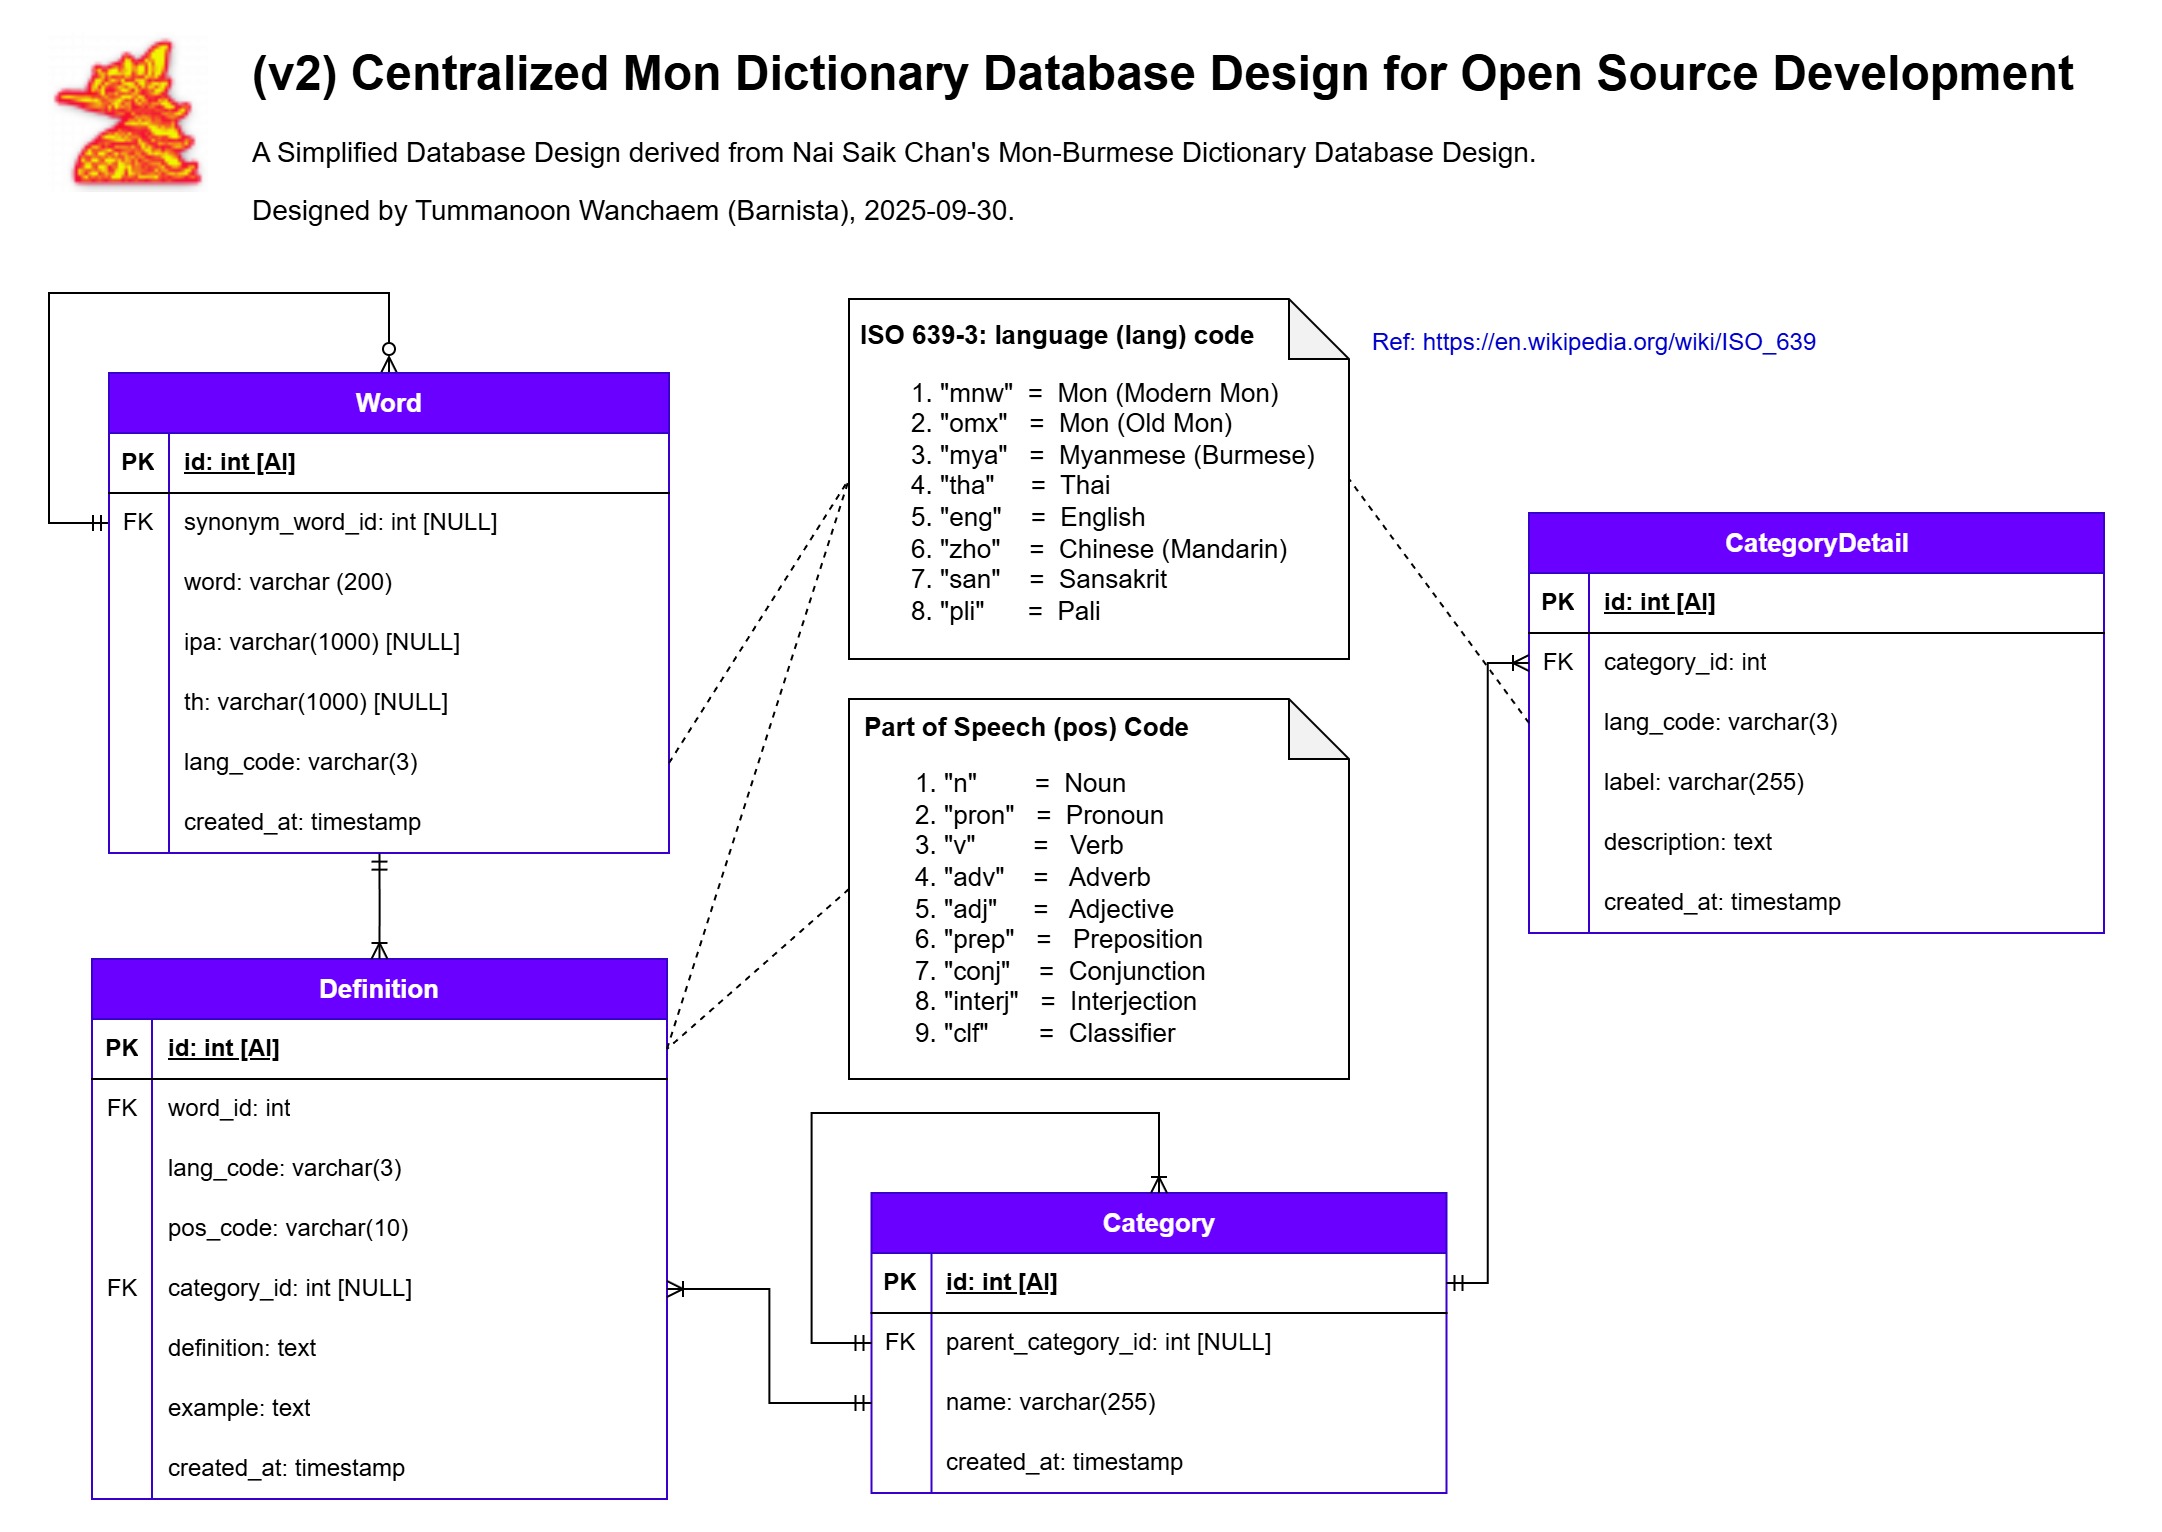 (v2) Centralized Mon Dictionary Database Design for Open Source Development
A Simplified Database Design derived from Nai Saik Chan's Mon-Burmese Dictionary Database Design.
Designed by Tummanoon Wanchaem (Barnista), 2025-09-30.
Word
PK id: int [AI]
FK synonym_word_id: int [NULL]
word: varchar (200)
ipa: varchar(1000) [NULL]
th: varchar(1000) [NULL]
lang_code: varchar(3)
created_at: timestamp
ISO 639-3: language (lang) code
1. "mnw" = Mon (Modern Mon)
2. "omx" = Mon (Old Mon)
3. "mya" = Myanmese (Burmese)
4. "tha" = Thai
5. "eng" = English
6. "zho" = Chinese (Mandarin)
7. "san" = Sansakrit
8. "pli" = Pali
Ref: https://en.wikipedia.org/wiki/ISO_639
Part of Speech (pos) Code
1. "n" = Noun
2. "pron" = Pronoun
3. "v" = Verb
4. "adv" = Adverb
5. "adj" = Adjective
6. "prep" = Preposition
7. "conj" = Conjunction
8. "interj" = Interjection
9. "clf" = Classifier
CategoryDetail
PK id: int [AI]
FK category_id: int
lang_code: varchar(3)
label: varchar(255)
description: text
created_at: timestamp
Definition
PK id: int [AI]
FK word_id: int
lang_code: varchar(3)
pos_code: varchar(10)
FK category_id: int [NULL]
definition: text
example: text
created_at: timestamp
Category
PK id: int [AI]
FK parent_category_id: int [NULL]
name: varchar(255)
created_at: timestamp